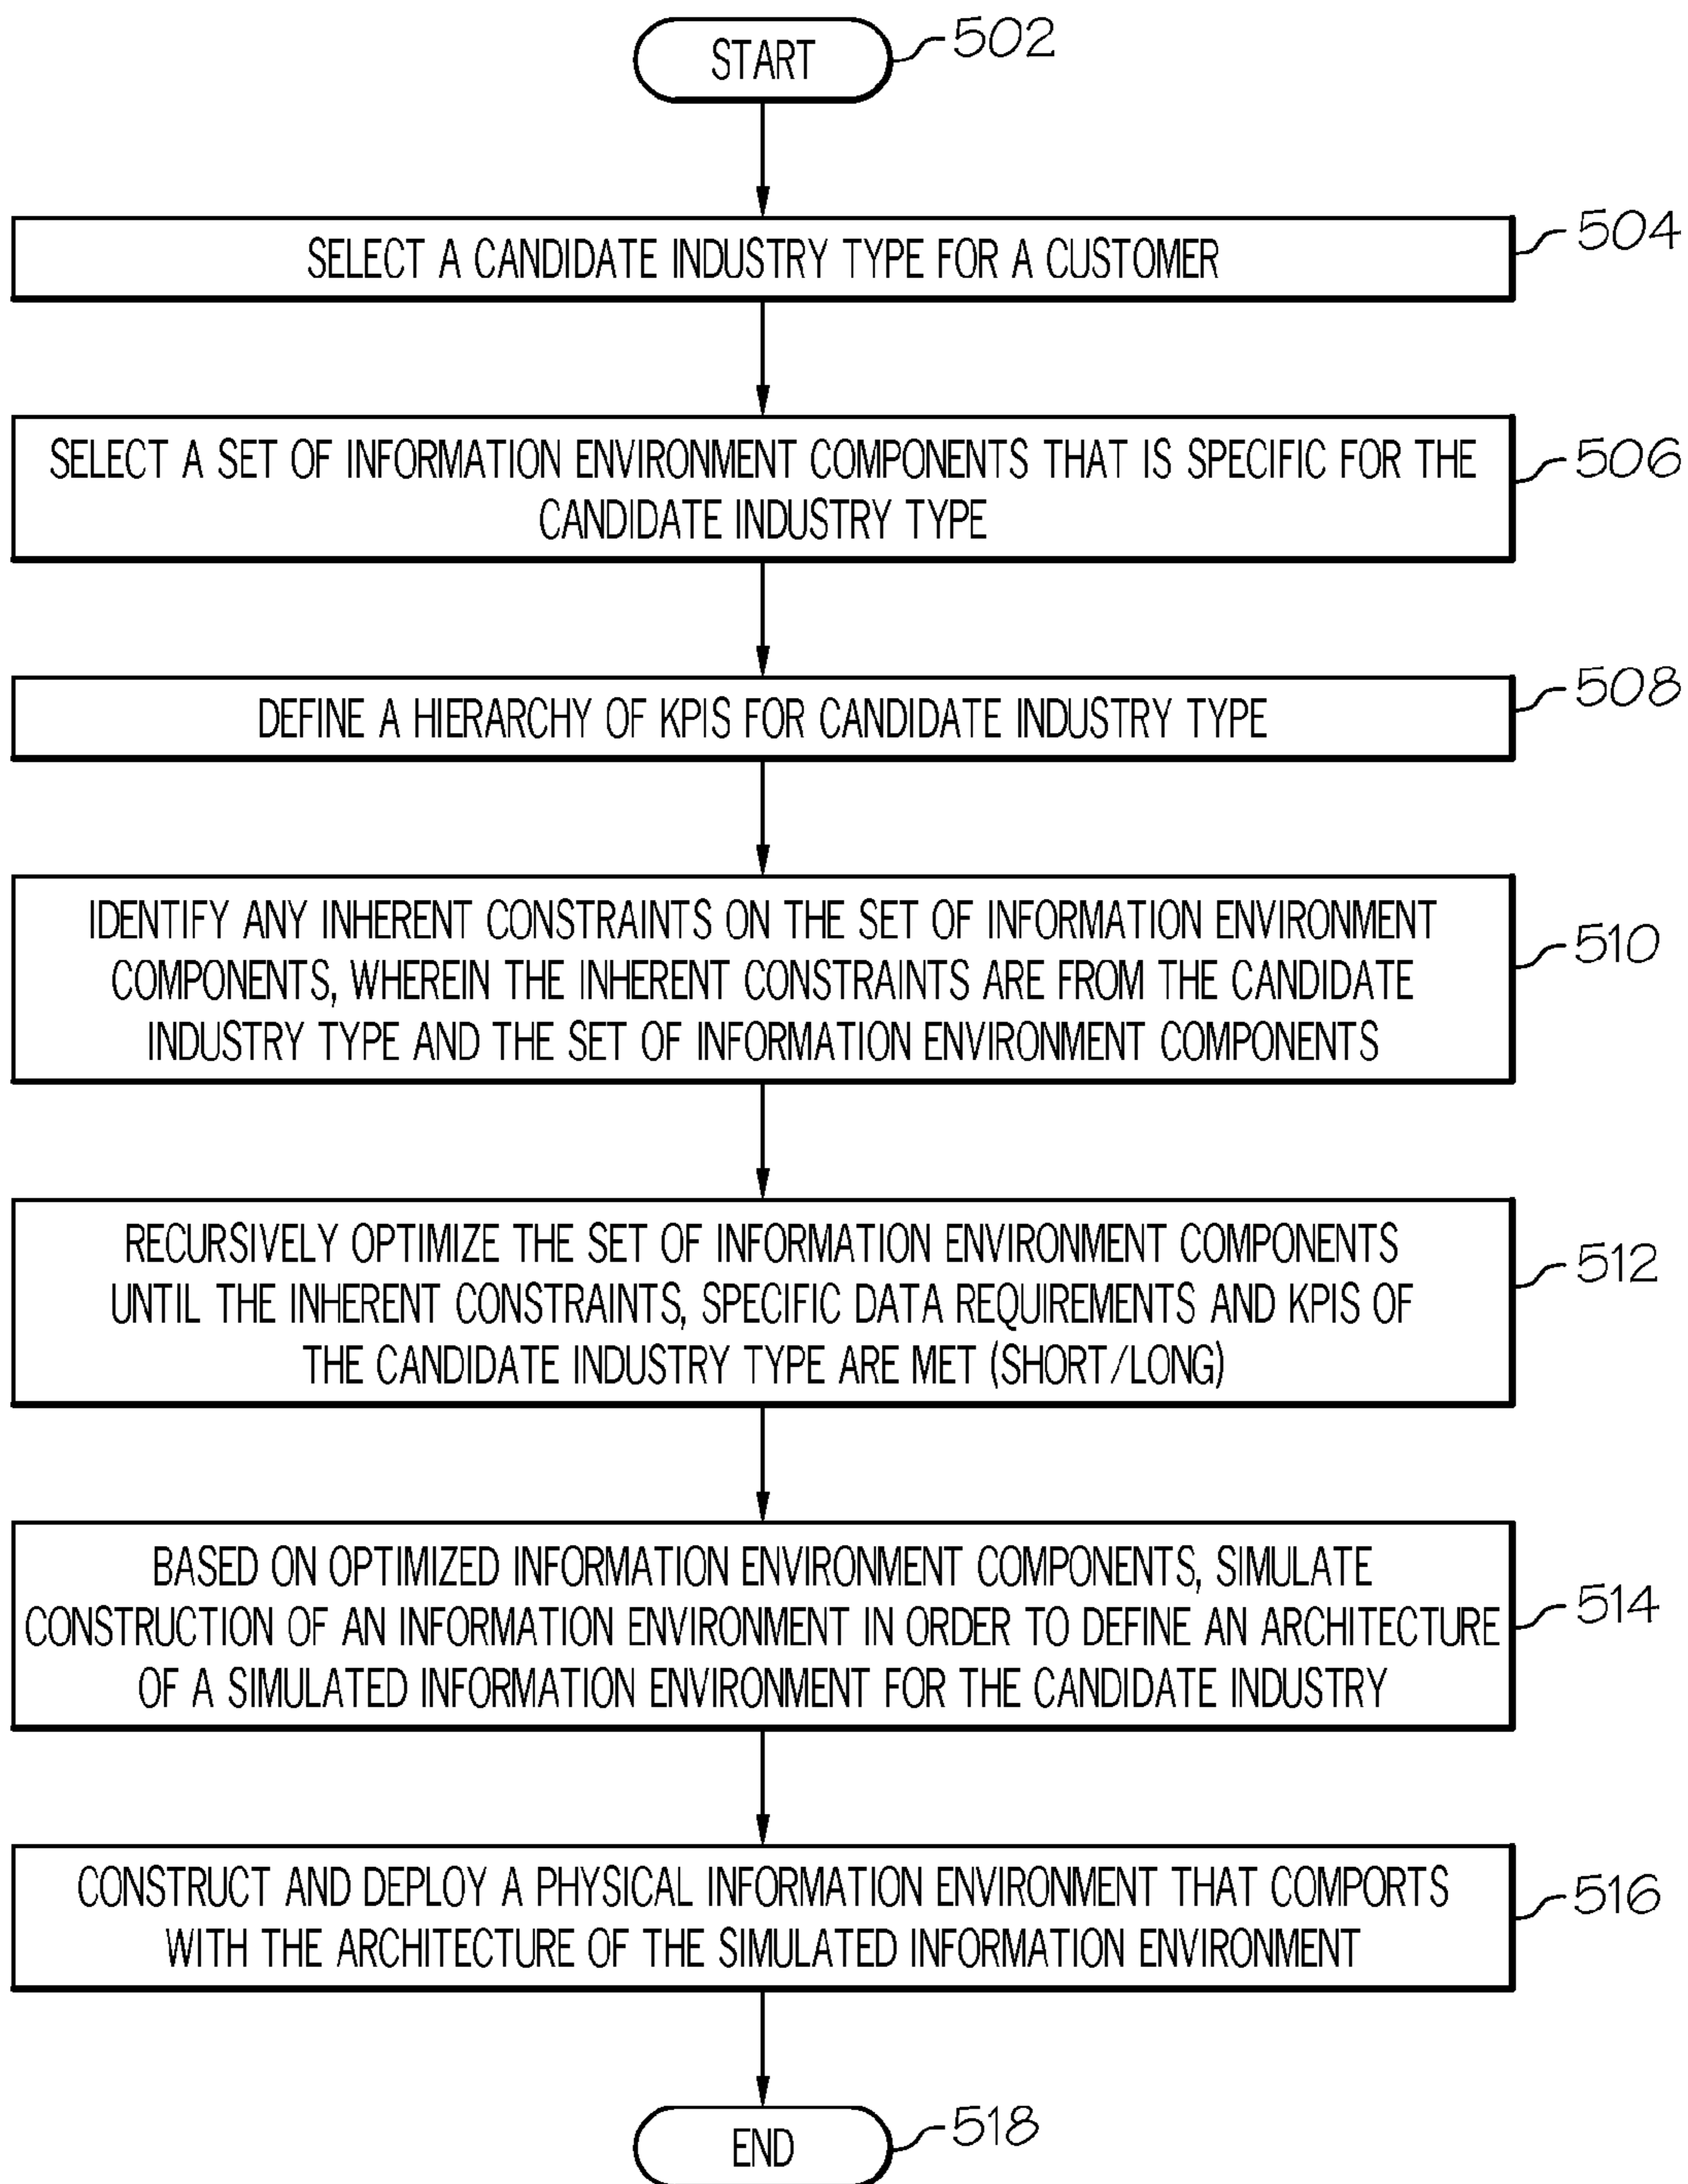 START
502
SELECT A CANDIDATE INDUSTRY TYPE FOR A CUSTOMER
504
SELECT A SET OF INFORMATION ENVIRONMENT COMPONENTS THAT IS SPECIFIC FOR THE
CANDIDATE INDUSTRY TYPE
506
DEFINE A HIERARCHY OF KPIS FOR CANDIDATE INDUSTRY TYPE
508
IDENTIFY ANY INHERENT CONSTRAINTS ON THE SET OF INFORMATION ENVIRONMENT
COMPONENTS, WHEREIN THE INHERENT CONSTRAINTS ARE FROM THE CANDIDATE
INDUSTRY TYPE AND THE SET OF INFORMATION ENVIRONMENT COMPONENTS
510
RECURSIVELY OPTIMIZE THE SET OF INFORMATION ENVIRONMENT COMPONENTS
UNTIL THE INHERENT CONSTRAINTS, SPECIFIC DATA REQUIREMENTS AND KPIS OF
THE CANDIDATE INDUSTRY TYPE ARE MET (SHORT/LONG)
512
BASED ON OPTIMIZED INFORMATION ENVIRONMENT COMPONENTS, SIMULATE
CONSTRUCTION OF AN INFORMATION ENVIRONMENT IN ORDER TO DEFINE AN ARCHITECTURE
OF A SIMULATED INFORMATION ENVIRONMENT FOR THE CANDIDATE INDUSTRY
514
CONSTRUCT AND DEPLOY A PHYSICAL INFORMATION ENVIRONMENT THAT COMPORTS
WITH THE ARCHITECTURE OF THE SIMULATED INFORMATION ENVIRONMENT
516
END
518